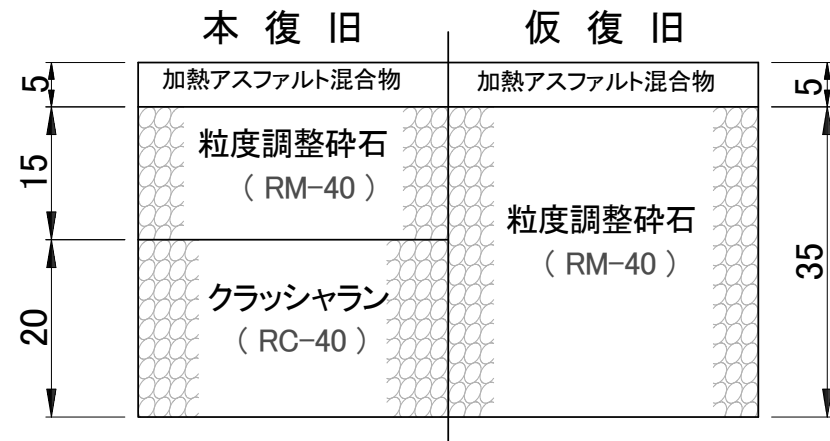 本復旧
仮復旧
5
加熱アスファルト混合物
加熱アスファルト混合物
5
15
粒度調整砕石
( RM-40 )
粒度調整砕石
( RM-40 )
35
20
クラッシャラン
( RC-40 )